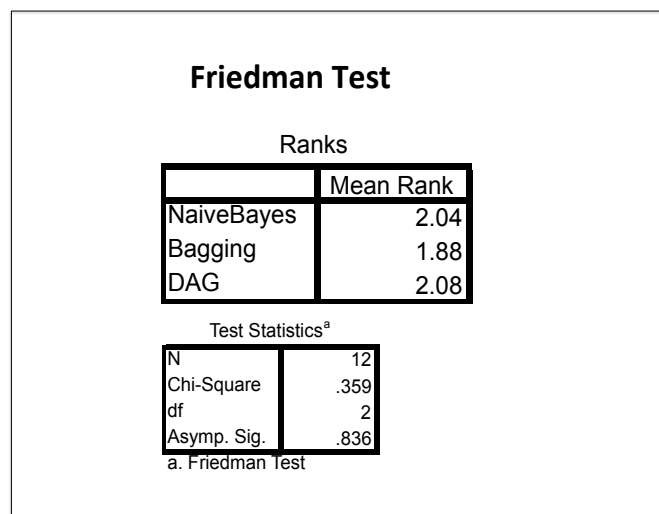 Friedman Test
Ranks
Mean Rank
NaiveBayes 2.04
Bagging 1.88
DAG 2.08
Test Statisticsᵃ
N 12
Chi-Square .359
df 2
Asymp. Sig. .836
a. Friedman Test